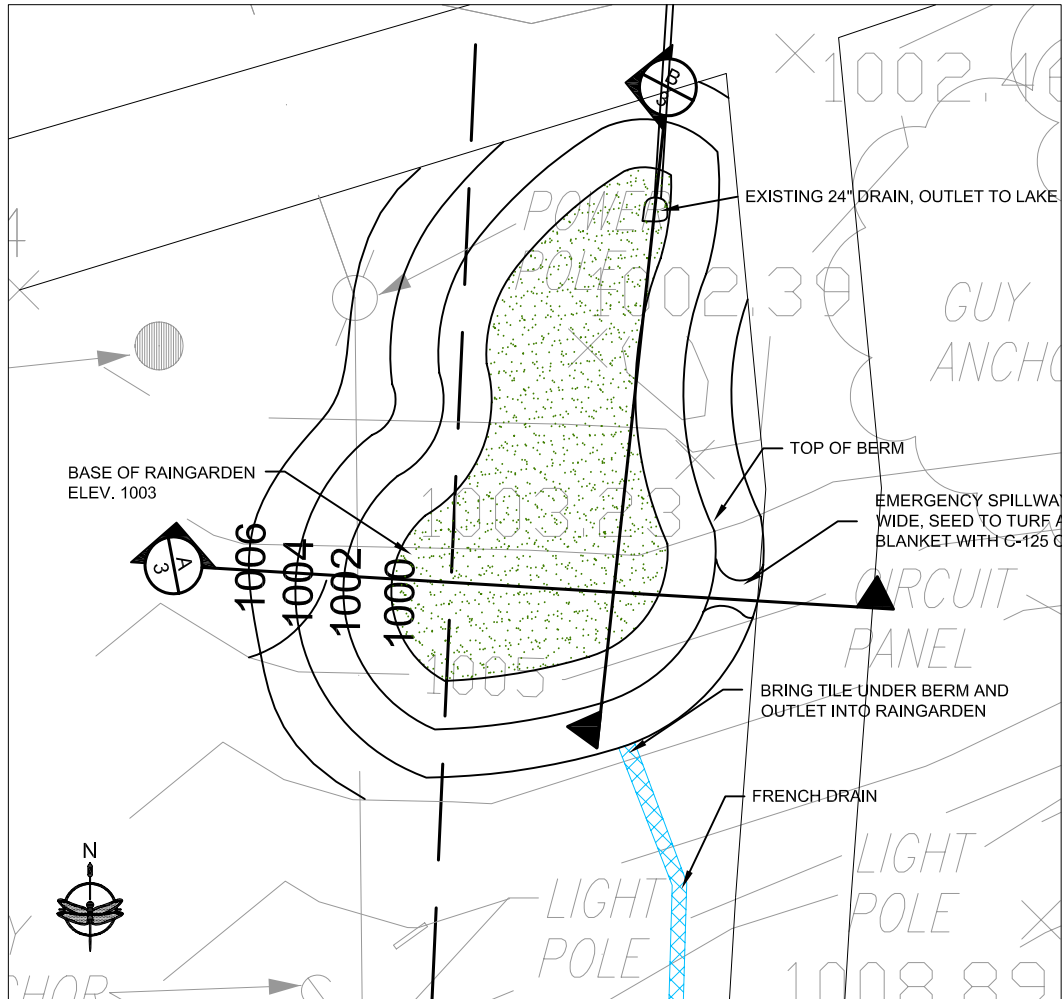 1002.46
B
3
EXISTING 24" DRAIN, OUTLET TO LAKE
POWER
POLE
1002.39
GUY
4
TOP OF BERM
BASE OF RAINGARDEN
ELEV. 1003
1003.23
WIDE, SEED TO TURF
BLANKET WITH C-125
A
3
1006
1004
1002
1000
CIRCUIT
PANEL
1005
BRING TILE UNDER BERM AND
OUTLET INTO RAINGARDEN
FRENCH DRAIN
N
LIGHT
POLE
LIGHT
POLE
1008.89
EMERGENCY